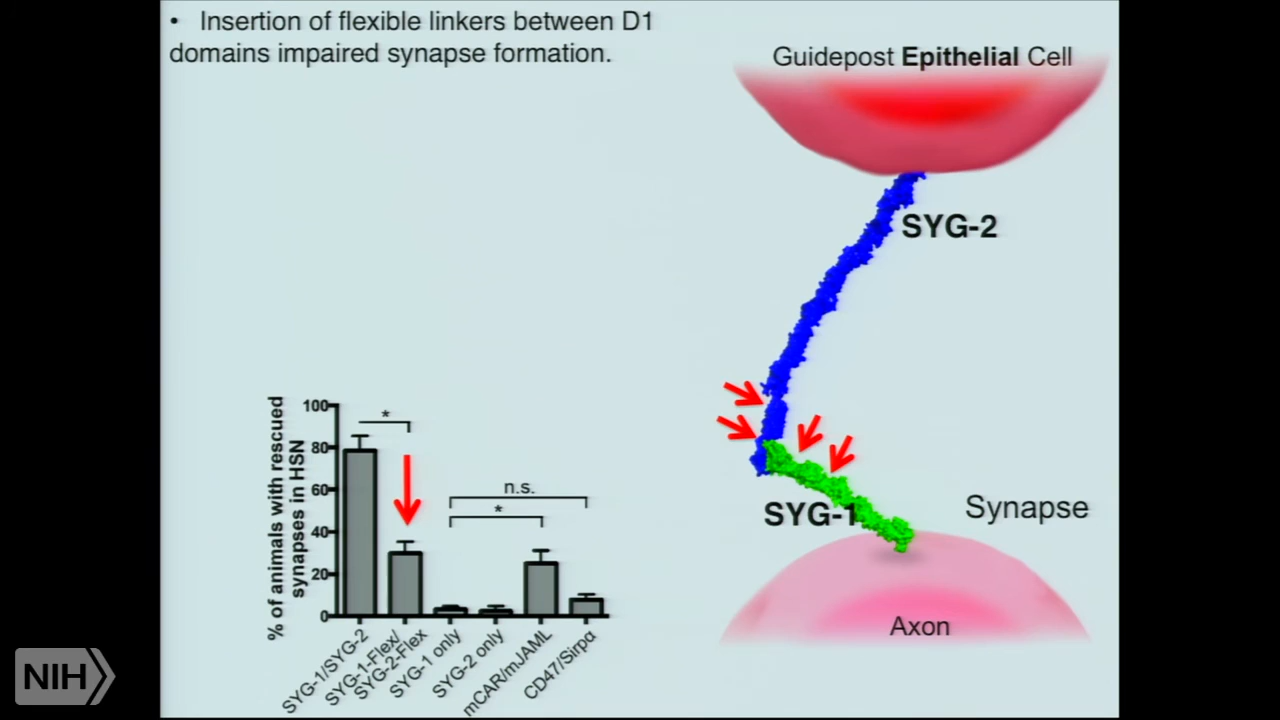 • Insertion of flexible linkers between D1
domains impaired synapse formation.
Guidepost Epithelial Cell
SYG-2
SYG-1
Synapse
Axon
% of animals with rescued
synapses in HSN
100
80
60
40
20
0
*
*
n.s.
SYG-1/SYG-2
SYG-1-Flex/
SYG-2-Flex
SYG-1 only
SYG-2 only
mCAR/mJAML
CD47/Sirpα
NIH